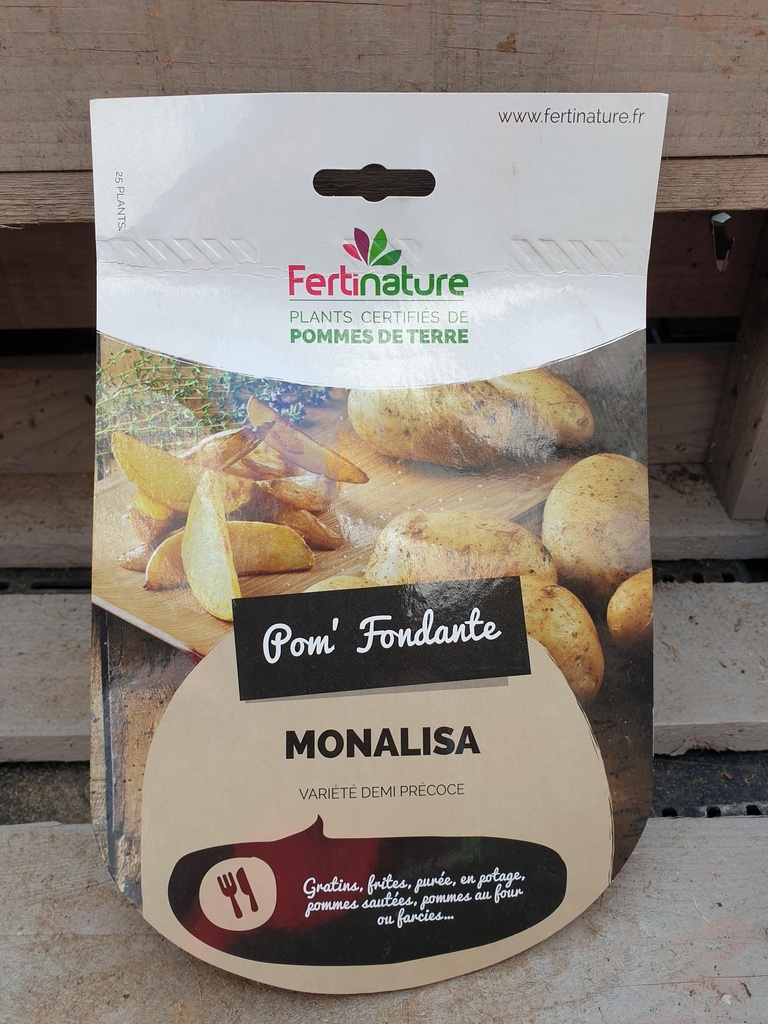 www.fertinature.fr
25 PLANTS
Fertinature
PLANTS CERTIFIÉS DE
POMMES DE TERRE
Pom' Fondante
MONALISA
VARIÉTÉ DEMI PRÉCOCE
Gratins, frites, purée, en potage,
pommes sautées, pommes au four
ou farcies...